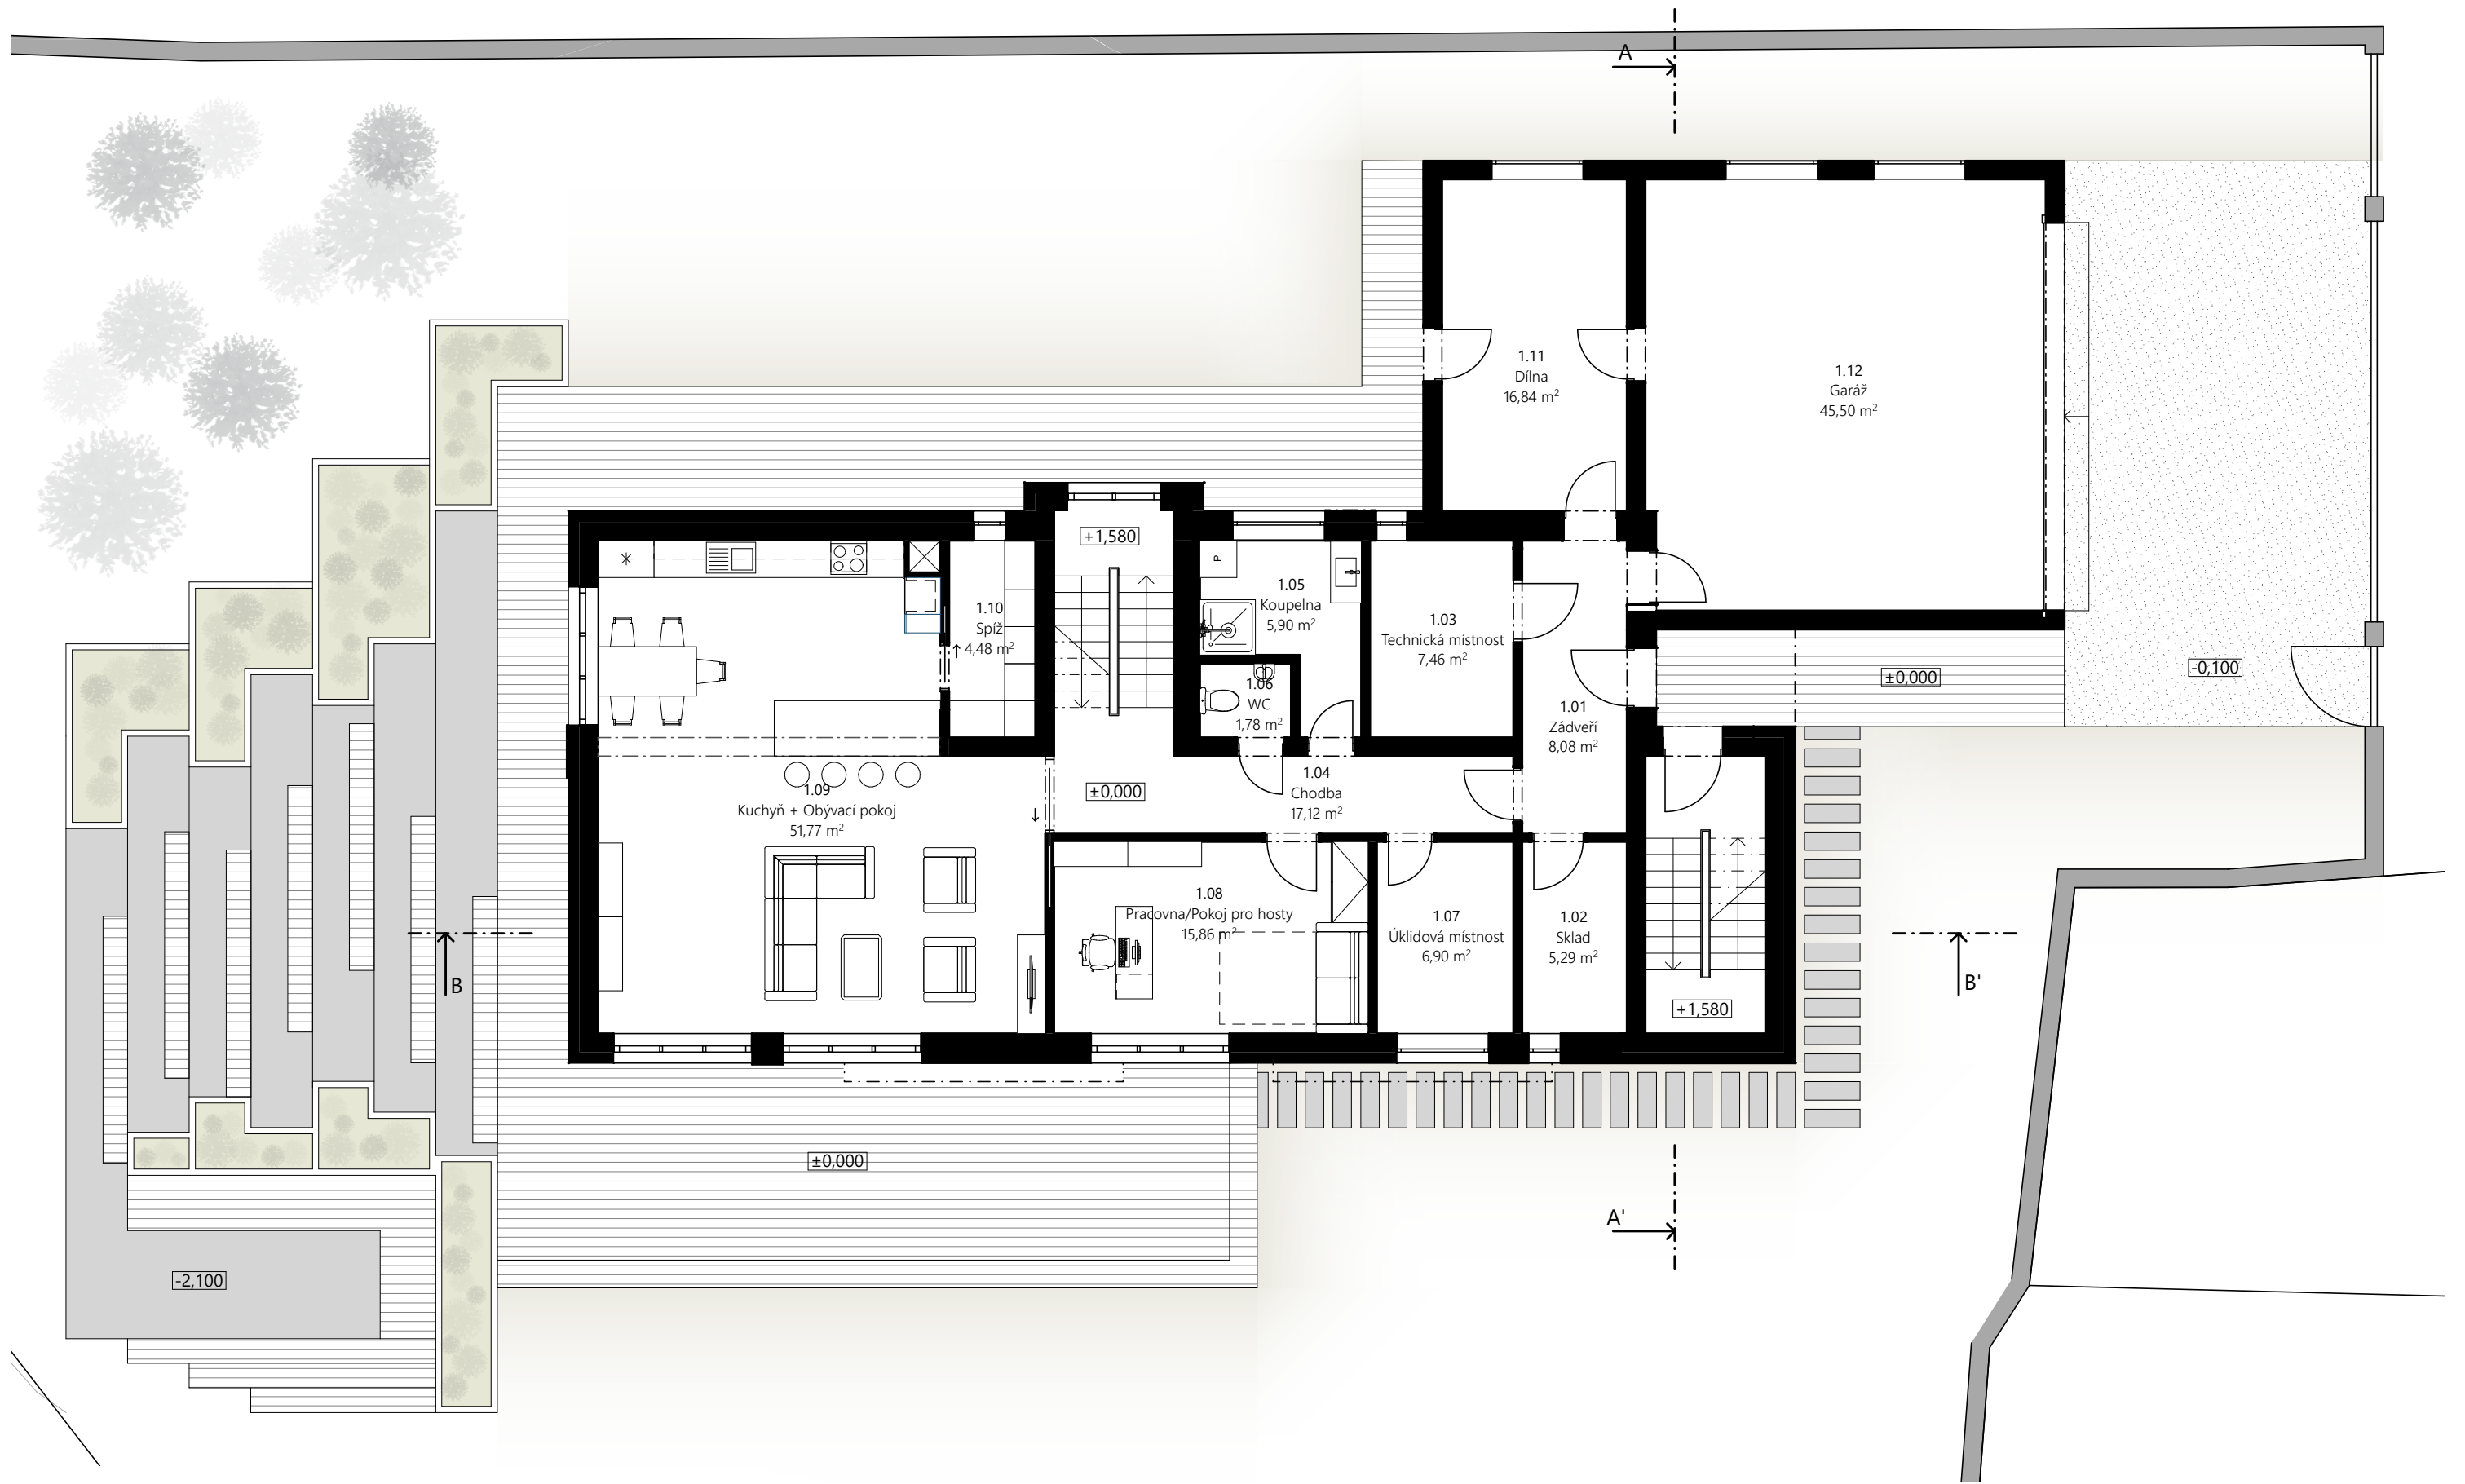 A
1.11
Dílna
16,84 m²
1.12
Garáž
45,50 m²
+1,580
P
1.05
Koupelna
5,90 m²
1.10
Spíž
4,48 m²
1.03
Technická místnost
7,46 m²
1.06
WC
1,78 m²
1.01
Zádveří
8,08 m²
±0,000
-0,100
1.04
Chodba
17,12 m²
±0,000
1.09
Kuchyň + Obývací pokoj
51,77 m²
1.08
Pracovna/Pokoj pro hosty
15,86 m²
1.07
Úklidová místnost
6,90 m²
1.02
Sklad
5,29 m²
B
B'
+1,580
±0,000
A'
-2,100